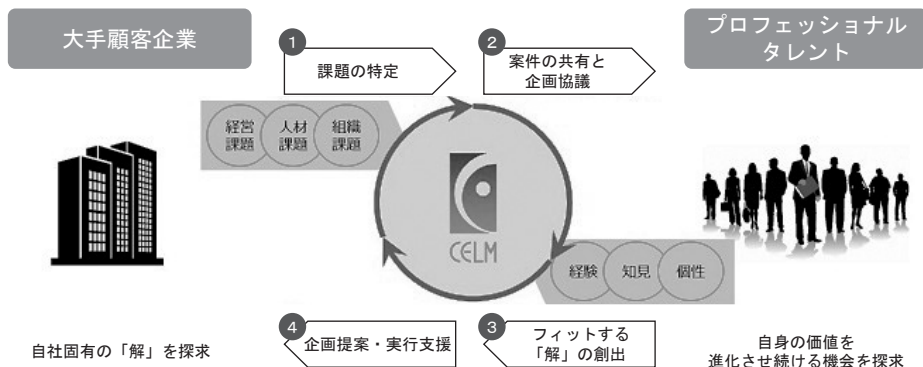 大手顧客企業
1
課題の特定
2
案件の共有と
企画協議
プロフェッショナル
タレント
経営
課題
人材
課題
組織
課題
CELM
経験
知見
個性
4
企画提案・実行支援
3
フィットする
「解」の創出
自社固有の「解」を探求
自身の価値を
進化させ続ける機会を探求